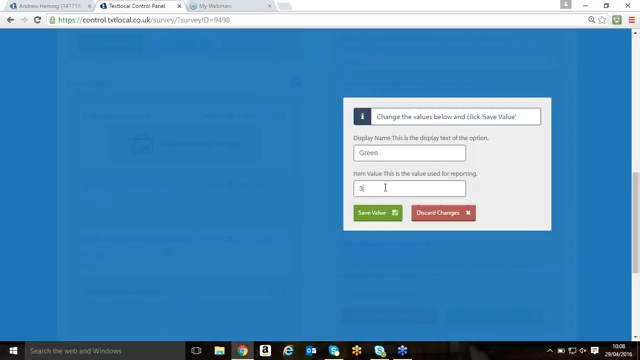 Andrew Heming (141718
Textlocal Control Panel
My Webinars
https://control.txtlocal.co.uk/survey/?surveyID=9498
Change the values below and click 'Save Value'
Display Name This is the display text of the option.
Green
Item Value This is the value used for reporting.
3
Save Value
Discard Changes
Search the web and Windows
10:08
29/04/2016